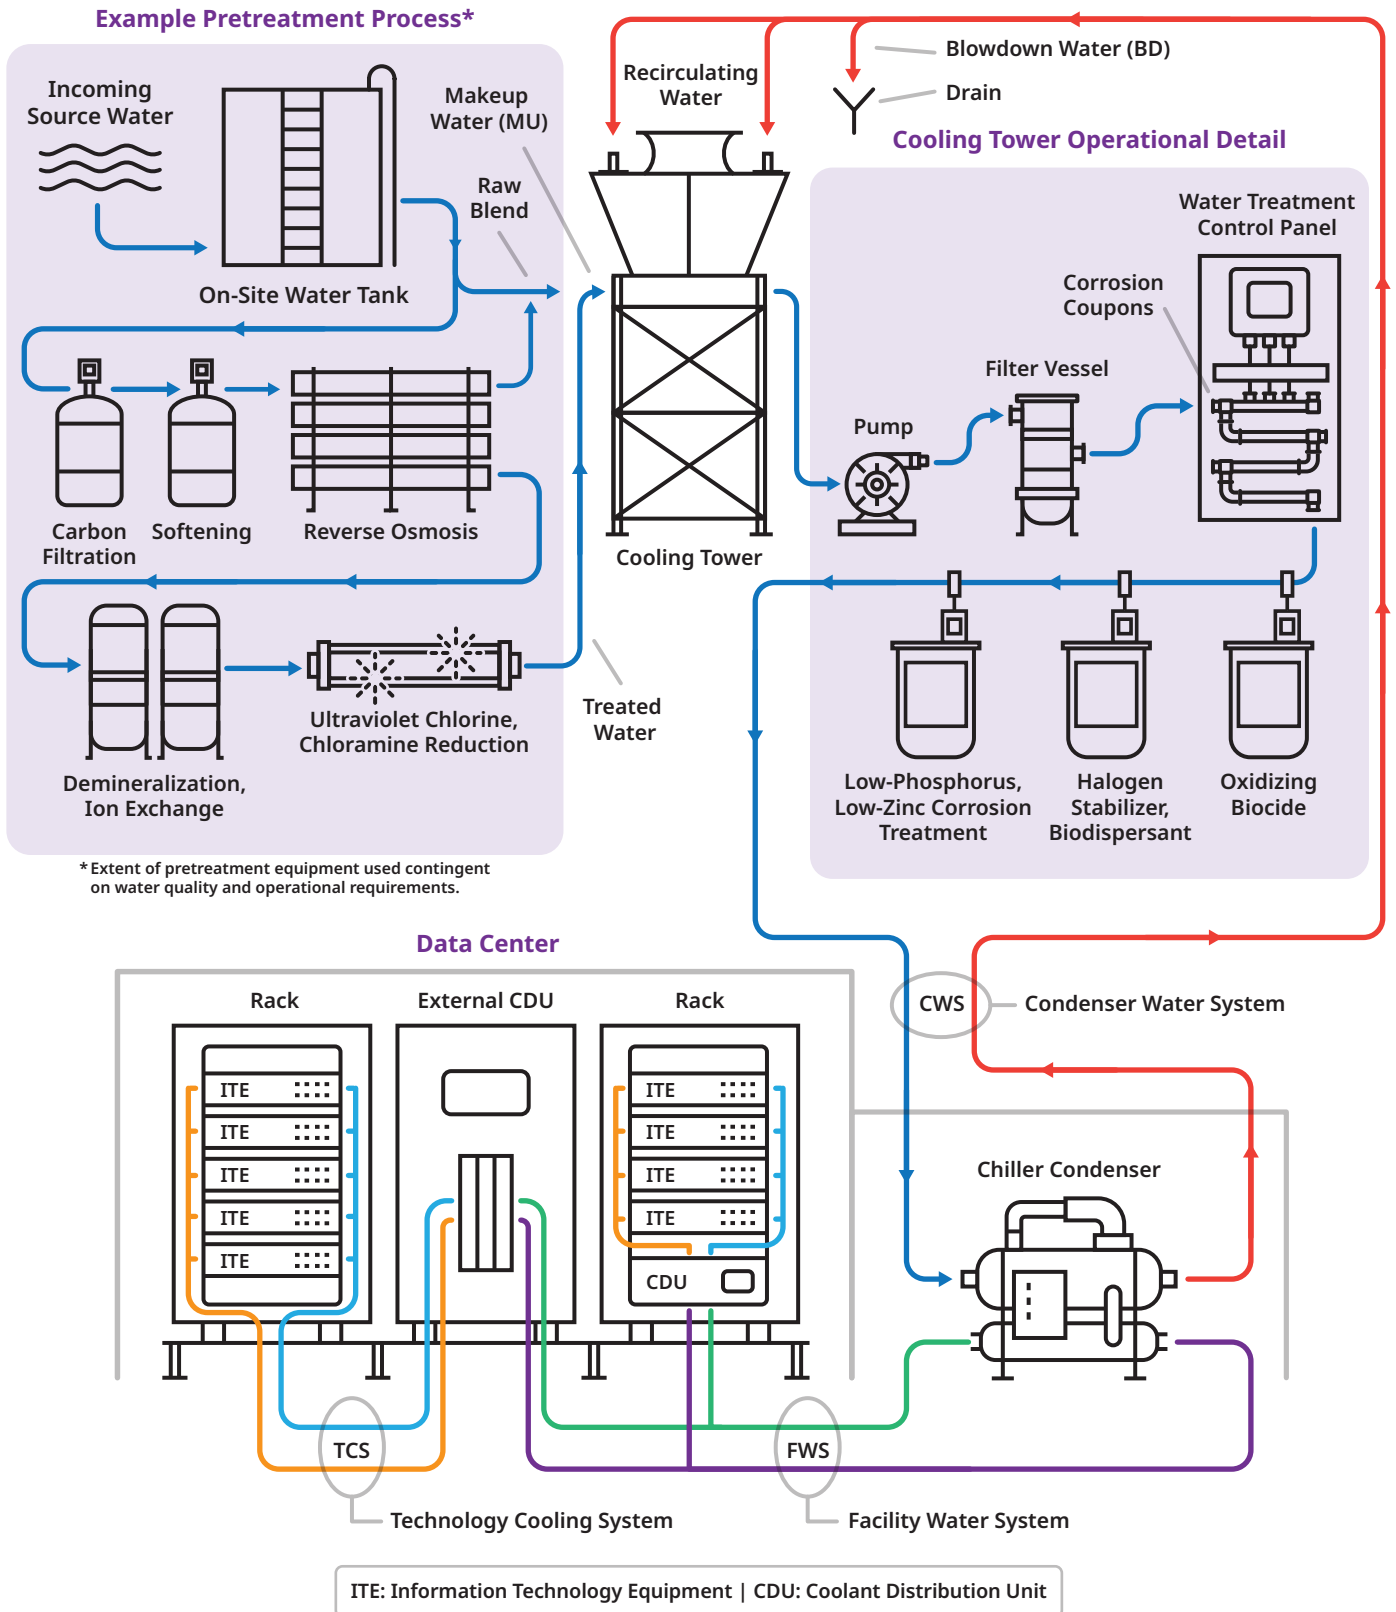 Example Pretreatment Process*
Incoming
Source Water
On-Site Water Tank
Makeup
Water (MU)
Raw
Blend
Carbon
Filtration
Softening
Reverse Osmosis
Demineralization,
Ion Exchange
Ultraviolet Chlorine,
Chloramine Reduction
* Extent of pretreatment equipment used contingent
on water quality and operational requirements.
Recirculating
Water
Cooling Tower
Treated
Water
Blowdown Water (BD)
Drain
Cooling Tower Operational Detail
Water Treatment
Control Panel
Corrosion
Coupons
Filter Vessel
Pump
Low-Phosphorus,
Low-Zinc Corrosion
Treatment
Halogen
Stabilizer,
Biodispersant
Oxidizing
Biocide
Data Center
Rack
External CDU
Rack
ITE
ITE
ITE
ITE
ITE
ITE
ITE
ITE
ITE
CDU
CWS
Condenser Water System
Chiller Condenser
TCS
Technology Cooling System
FWS
Facility Water System
ITE: Information Technology Equipment | CDU: Coolant Distribution Unit